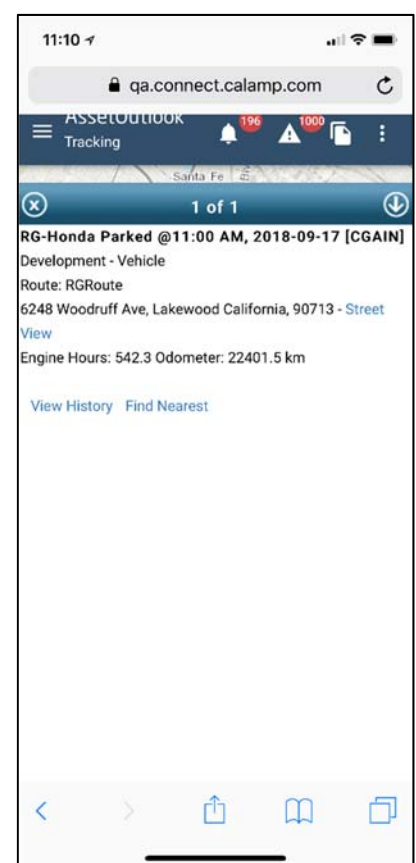 11:10
qa.connect.calamp.com
AssetOutlook
196
1000
Tracking
Santa Fe
1 of 1
RG-Honda Parked @11:00 AM, 2018-09-17 [CGAIN]
Development - Vehicle
Route: RGRoute
6248 Woodruff Ave, Lakewood California, 90713 - Street
View
Engine Hours: 542.3 Odometer: 22401.5 km
View History Find Nearest